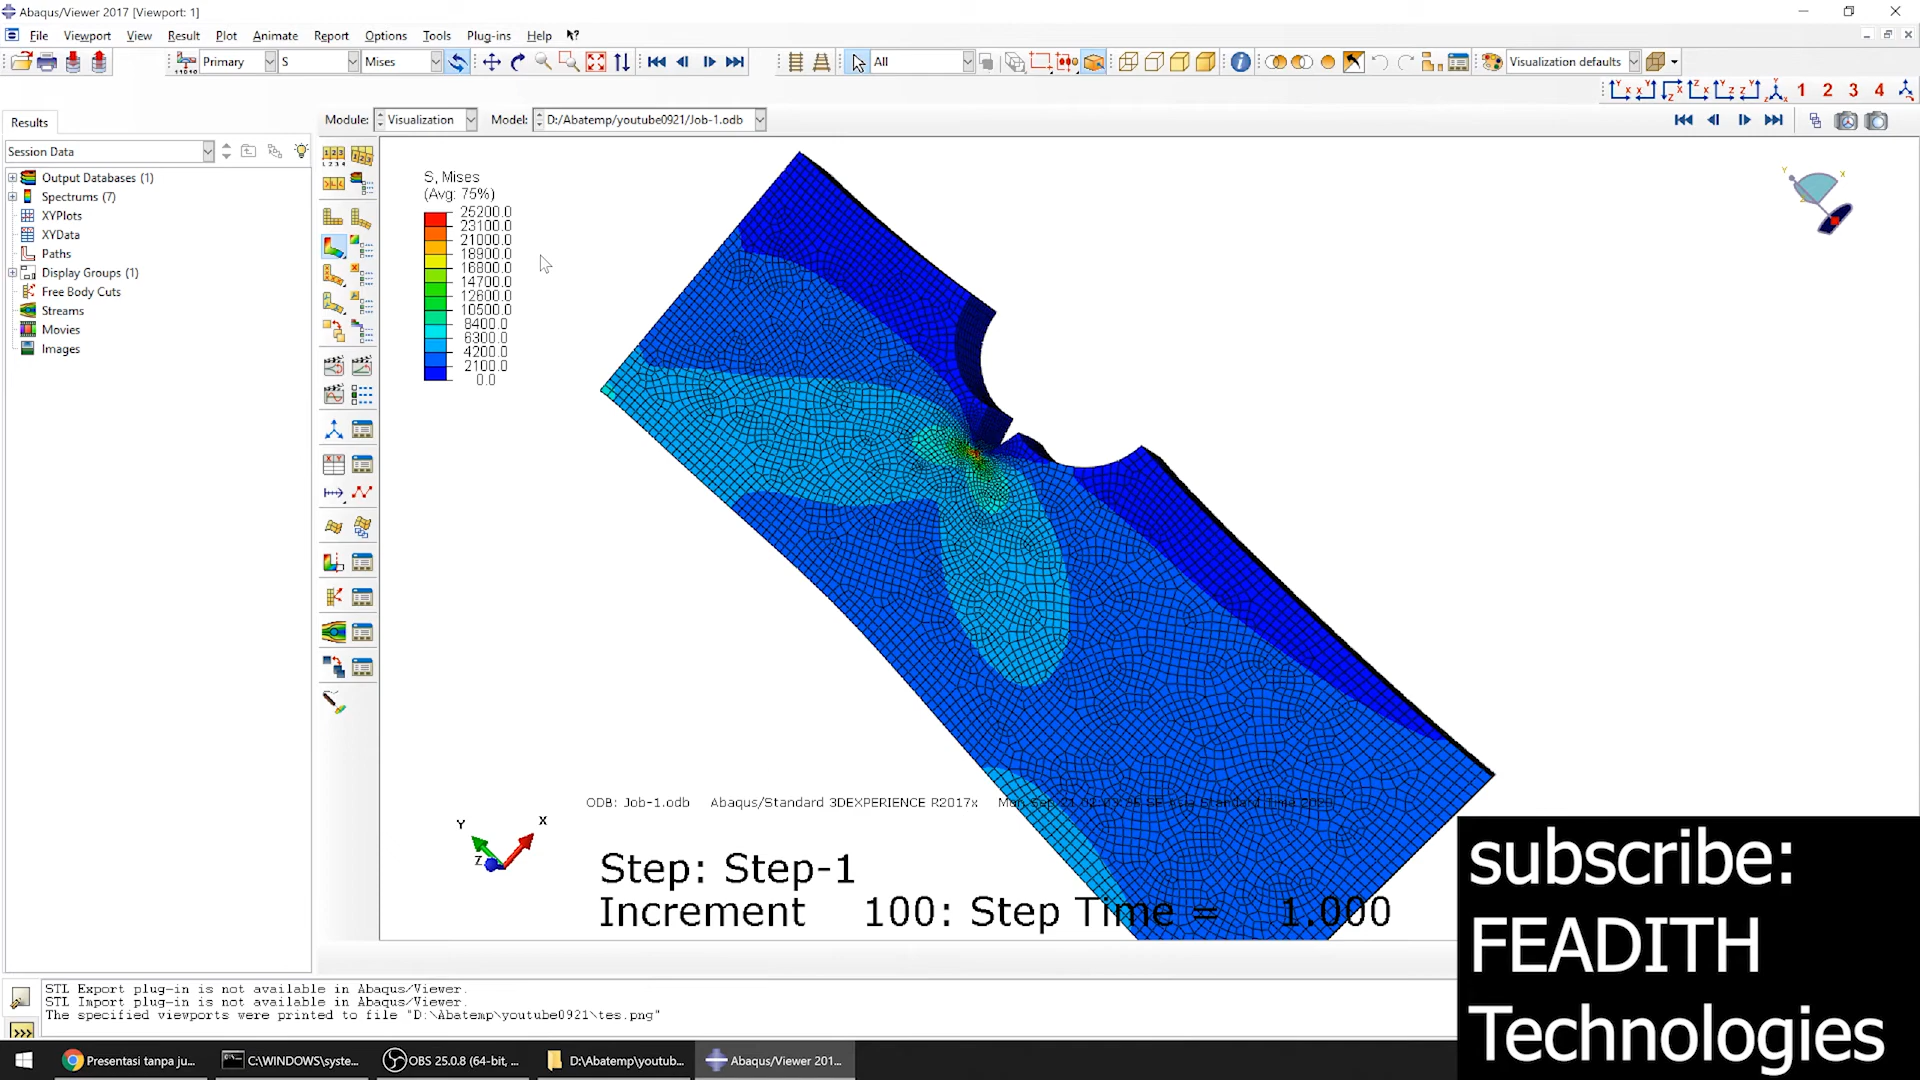 Abaqus/Viewer 2017 [Viewport: 1]
File Viewport View Result Plot Animate Report Options Tools Plug-ins Help
Primary S Mises All Visualization defaults
1 2 3 4
Results
Module: Visualization Model: D:/Abatemp/youtube0921/Job-1.odb
Session Data
Output Databases (1)
Spectrums (7)
XYPlots
XYData
Paths
Display Groups (1)
Free Body Cuts
Streams
Movies
Images
S, Mises
(Avg: 75%)
25200.0
23100.0
21000.0
18900.0
16800.0
14700.0
12600.0
10500.0
8400.0
6300.0
4200.0
2100.0
0.0
Y X
Y X Z
ODB: Job-1.odb Abaqus/Standard 3DEXPERIENCE R2017x
Step: Step-1
Increment 100: Step Time = 1.000
subscribe:
FEADITH
Technologies
STL Export plug-in is not available in Abaqus/Viewer.
STL Import plug-in is not available in Abaqus/Viewer.
The specified viewports were printed to file "D:\Abatemp\youtube0921\tes.png"
>>>
Presentasi tanpa ju... C:\WINDOWS\syste... OBS 25.0.8 (64-bit, ... D:\Abatemp\youtub... Abaqus/Viewer 201...